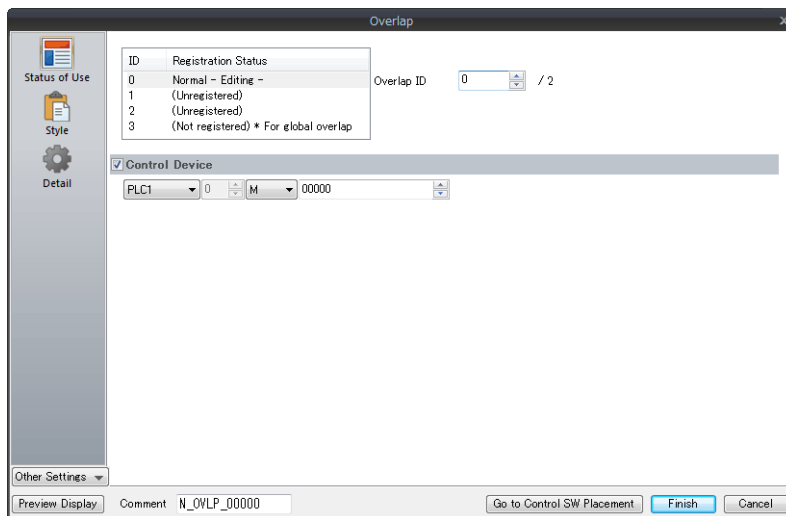 Overlap
Status of Use
Style
Detail
ID Registration Status
0 Normal - Editing -
1 (Unregistered)
2 (Unregistered)
3 (Not registered) * For global overlap
Overlap ID 0 / 2
Control Device
PLC1 0 M 00000
Other Settings
Preview Display Comment N_OVLP_00000 Go to Control SW Placement Finish Cancel